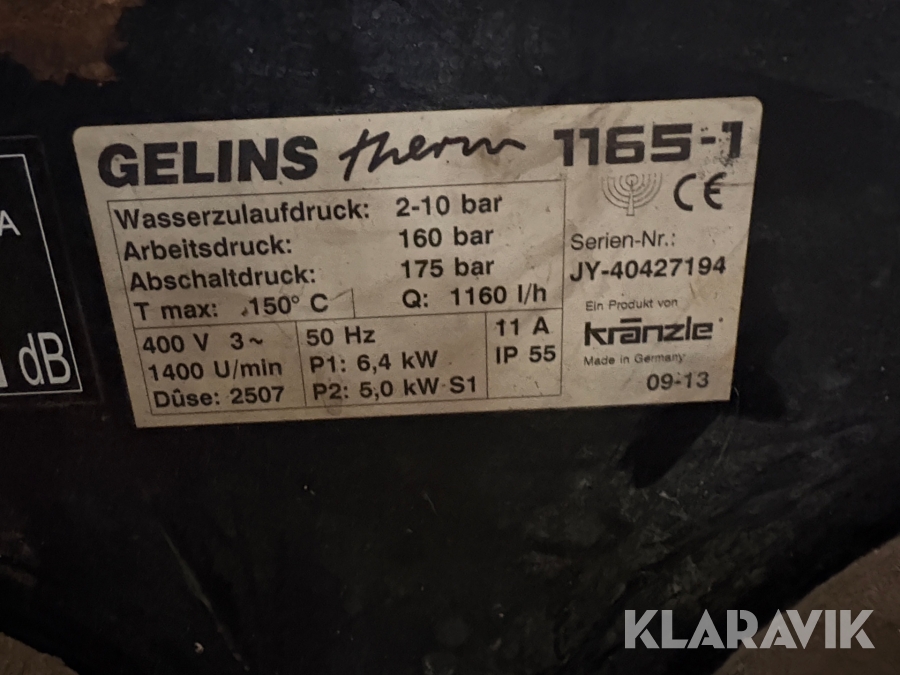 GELINS therm 1165-1
Wasserzulaufdruck: 2-10 bar
Arbeitsdruck: 160 bar
Abschaltdruck: 175 bar
T max: 150° C Q: 1160 l/h
400 V 3~ 50 Hz 11 A
1400 U/min P1: 6,4 kW IP 55
Dûse: 2507 P2: 5,0 kW S1
CE
Serien-Nr.:
JY-40427194
Ein Produkt von
Kränzle
Made in Germany
09-13
A
dB
KLARAVIK